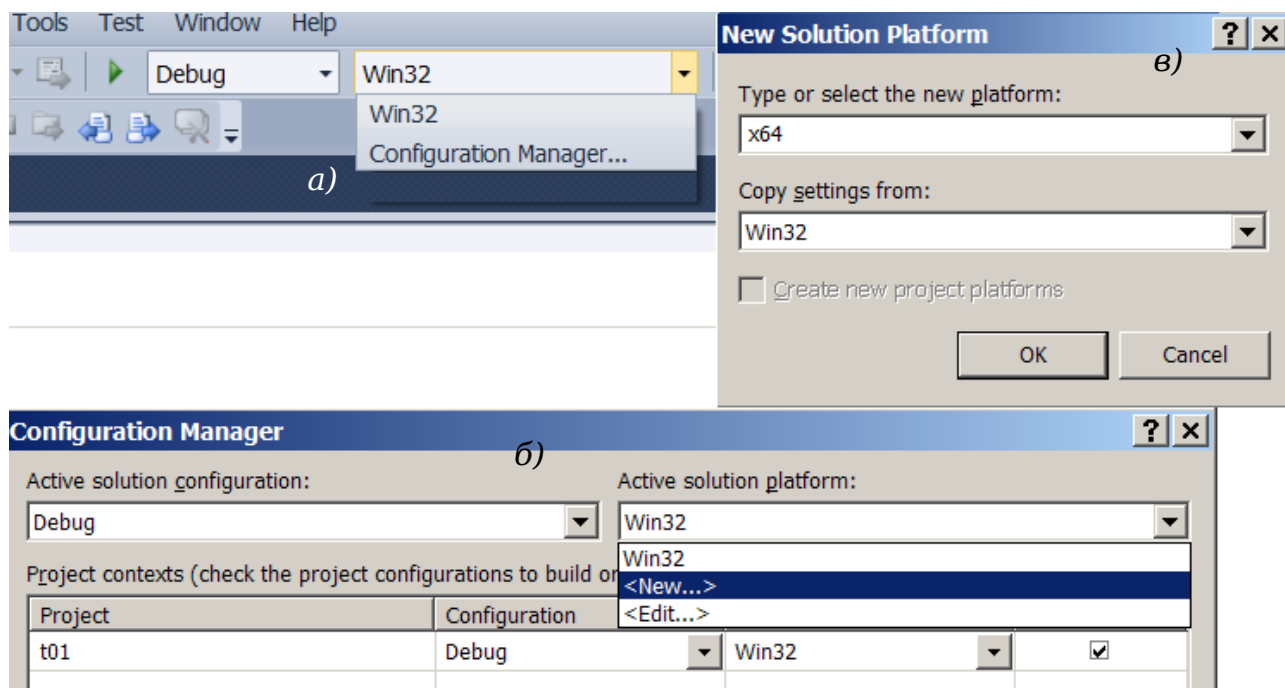 Tools Test Window Help
Debug
Win32
Win32
Configuration Manager...
а)
New Solution Platform
в)
Type or select the new platform:
x64
Copy settings from:
Win32
Create new project platforms
OK Cancel
Configuration Manager
б)
Active solution configuration: Active solution platform:
Debug Win32
Win32
<New...>
<Edit...>
Project contexts (check the project configurations to build or
Project Configuration
t01 Debug Win32